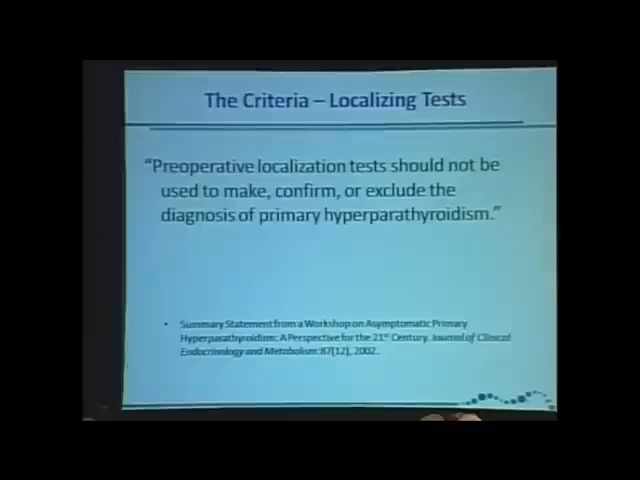 The Criteria – Localizing Tests
“Preoperative localization tests should not be
used to make, confirm, or exclude the
diagnosis of primary hyperparathyroidism.”
• Summary Statement from a Workshop on Asymptomatic Primary
Hyperparathyroidism: A Perspective for the 21st Century. Journal of Clinical
Endocrinology and Metabolism: 87(12), 2002.